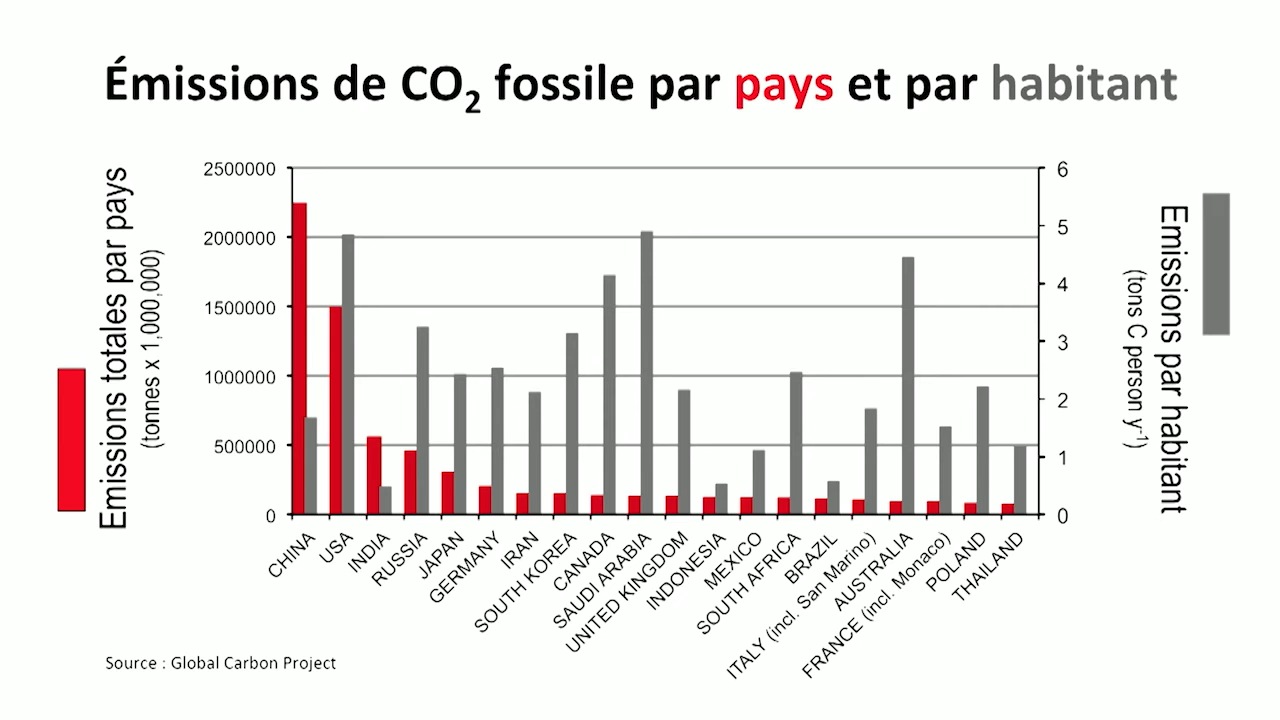 Émissions de CO2 fossile par pays et par habitant
Emissions totales par pays
(tonnes x 1,000,000)
2500000
2000000
1500000
1000000
500000
0
6
5
4
3
2
1
0
Emissions par habitant
(tons C person y-1)
CHINA
USA
INDIA
RUSSIA
JAPAN
GERMANY
IRAN
SOUTH KOREA
CANADA
SAUDI ARABIA
UNITED KINGDOM
INDONESIA
MEXICO
SOUTH AFRICA
BRAZIL
ITALY (incl. San Marino)
AUSTRALIA
FRANCE (incl. Monaco)
POLAND
THAILAND
Source : Global Carbon Project